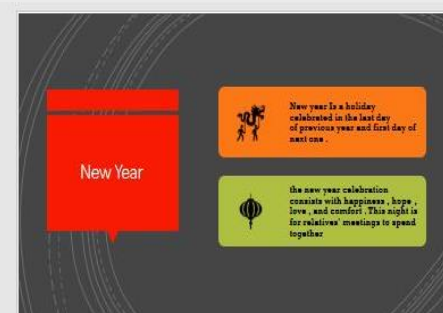 New Year
New year Is a holiday
celebrated in the last day
of previous year and first day of
next one .
the new year celebration
consists with happiness , hope ,
love , and comfort . This night is
for relatives' meetings to spend
together